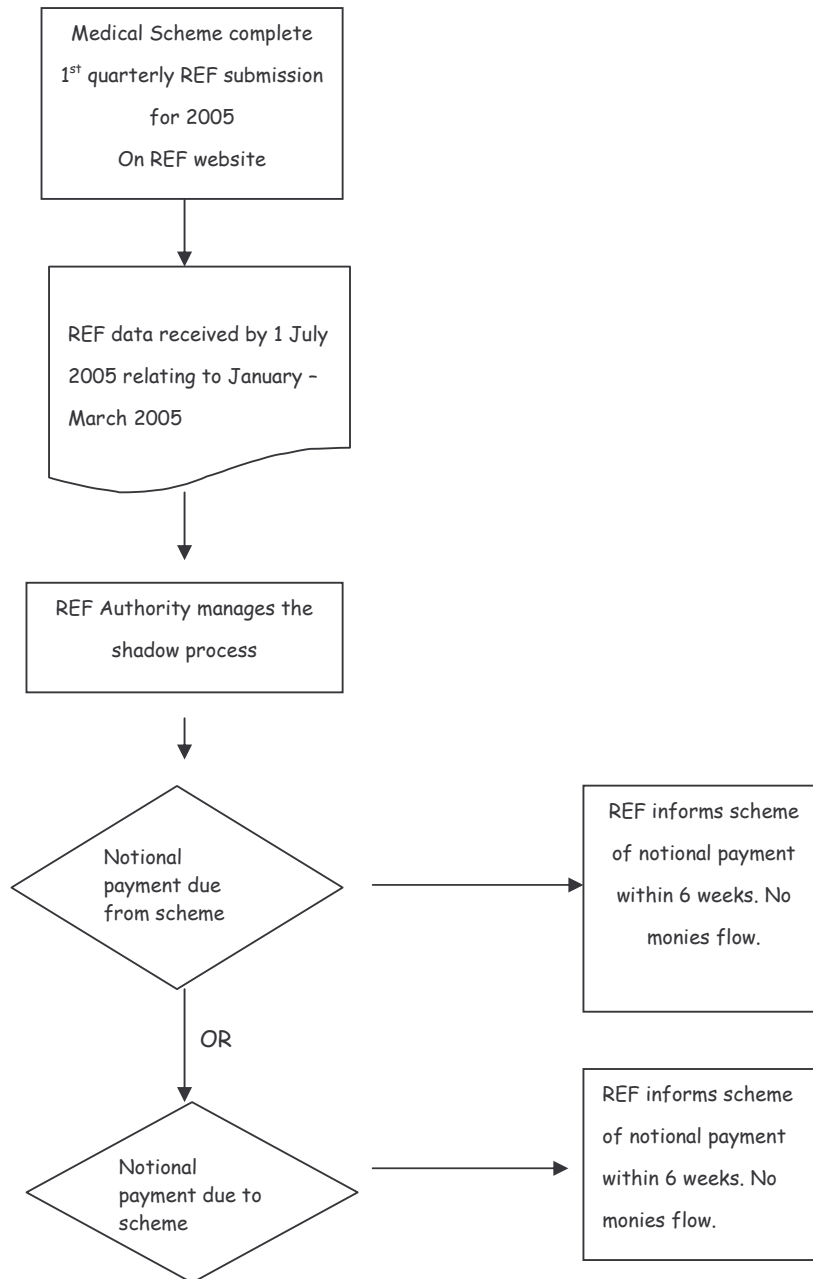 Medical Scheme complete
1st quarterly REF submission
for 2005
On REF website
REF data received by 1 July
2005 relating to January –
March 2005
REF Authority manages the
shadow process
Notional
payment due
from scheme
REF informs scheme
of notional payment
within 6 weeks. No
monies flow.
OR
Notional
payment due to
scheme
REF informs scheme
of notional payment
within 6 weeks. No
monies flow.